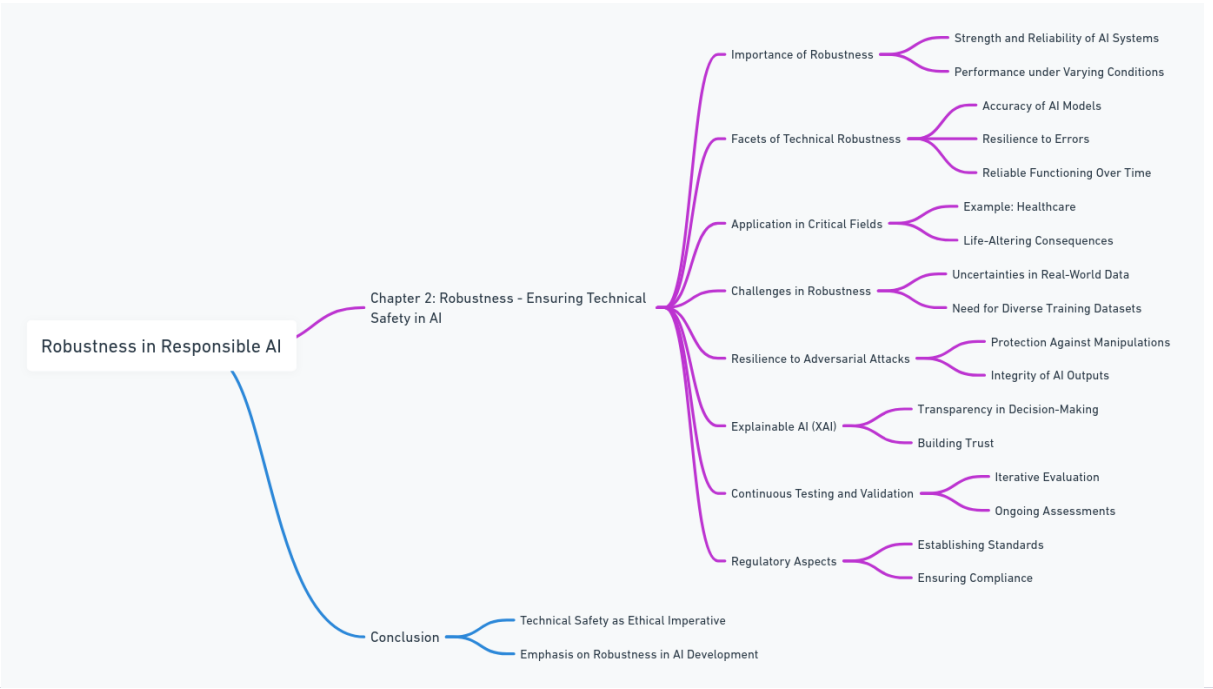 Robustness in Responsible AI
Chapter 2: Robustness - Ensuring Technical
Safety in AI
Importance of Robustness
Strength and Reliability of AI Systems
Performance under Varying Conditions
Facets of Technical Robustness
Accuracy of AI Models
Resilience to Errors
Reliable Functioning Over Time
Application in Critical Fields
Example: Healthcare
Life-Altering Consequences
Challenges in Robustness
Uncertainties in Real-World Data
Need for Diverse Training Datasets
Resilience to Adversarial Attacks
Protection Against Manipulations
Integrity of AI Outputs
Explainable AI (XAI)
Transparency in Decision-Making
Building Trust
Continuous Testing and Validation
Iterative Evaluation
Ongoing Assessments
Regulatory Aspects
Establishing Standards
Ensuring Compliance
Conclusion
Technical Safety as Ethical Imperative
Emphasis on Robustness in AI Development